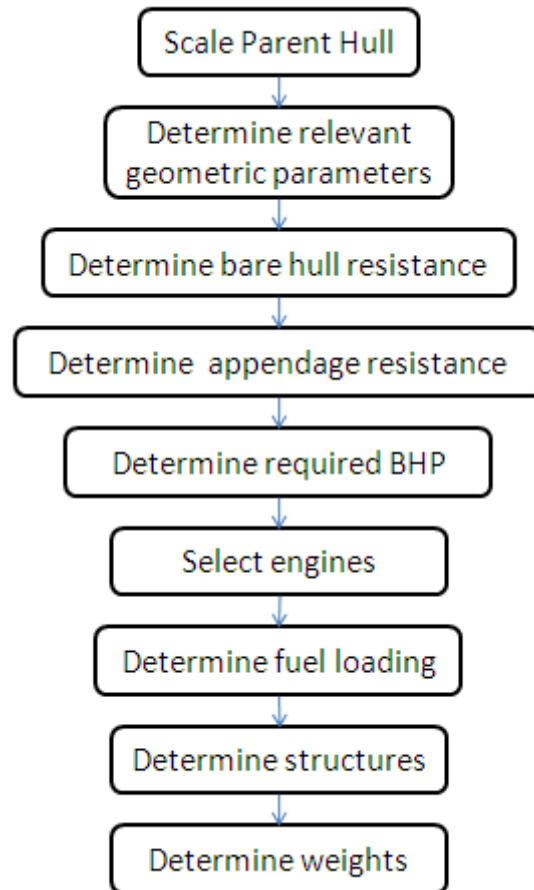 Scale Parent Hull
Determine relevant
geometric parameters
Determine bare hull resistance
Determine appendage resistance
Determine required BHP
Select engines
Determine fuel loading
Determine structures
Determine weights